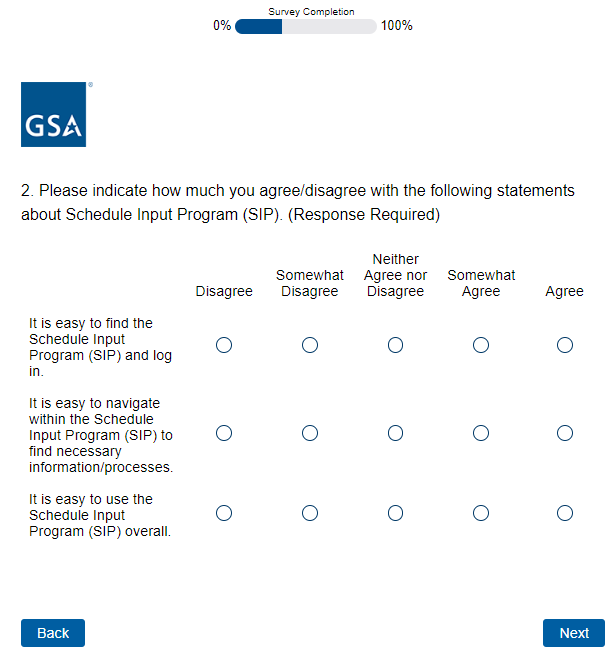 Survey Completion
0% 100%
GSA
®
2. Please indicate how much you agree/disagree with the following statements
about Schedule Input Program (SIP). (Response Required)
Disagree
Somewhat
Disagree
Neither
Agree nor
Disagree
Somewhat
Agree
Agree
It is easy to find the
Schedule Input
Program (SIP) and log
in.
It is easy to navigate
within the Schedule
Input Program (SIP) to
find necessary
information/processes.
It is easy to use the
Schedule Input
Program (SIP) overall.
Back
Next